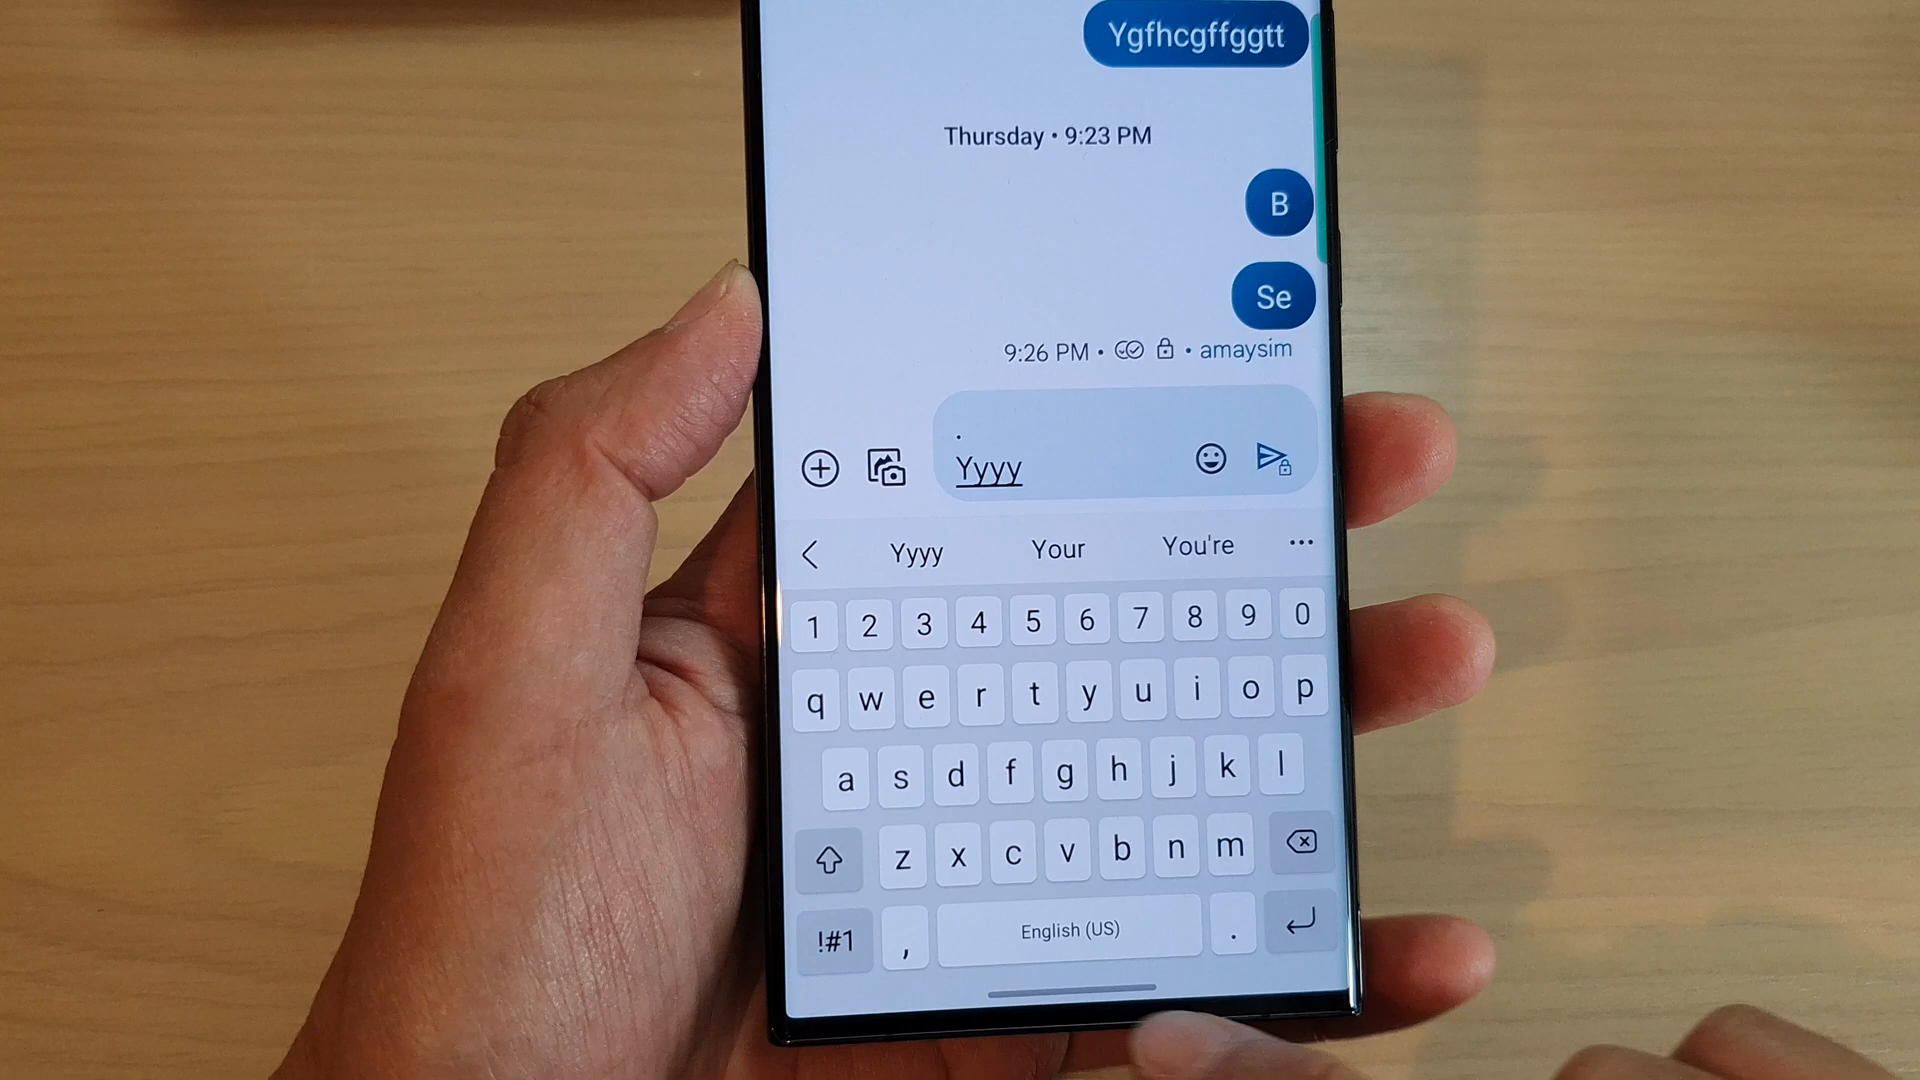 Ygfhcgffggtt
Thursday • 9:23 PM
B
Se
9:26 PM • • amaysim
.
Yyyy
Yyyy Your You're ...
1 2 3 4 5 6 7 8 9 0
q w e r t y u i o p
a s d f g h j k l
z x c v b n m
!#1 , English (US) .